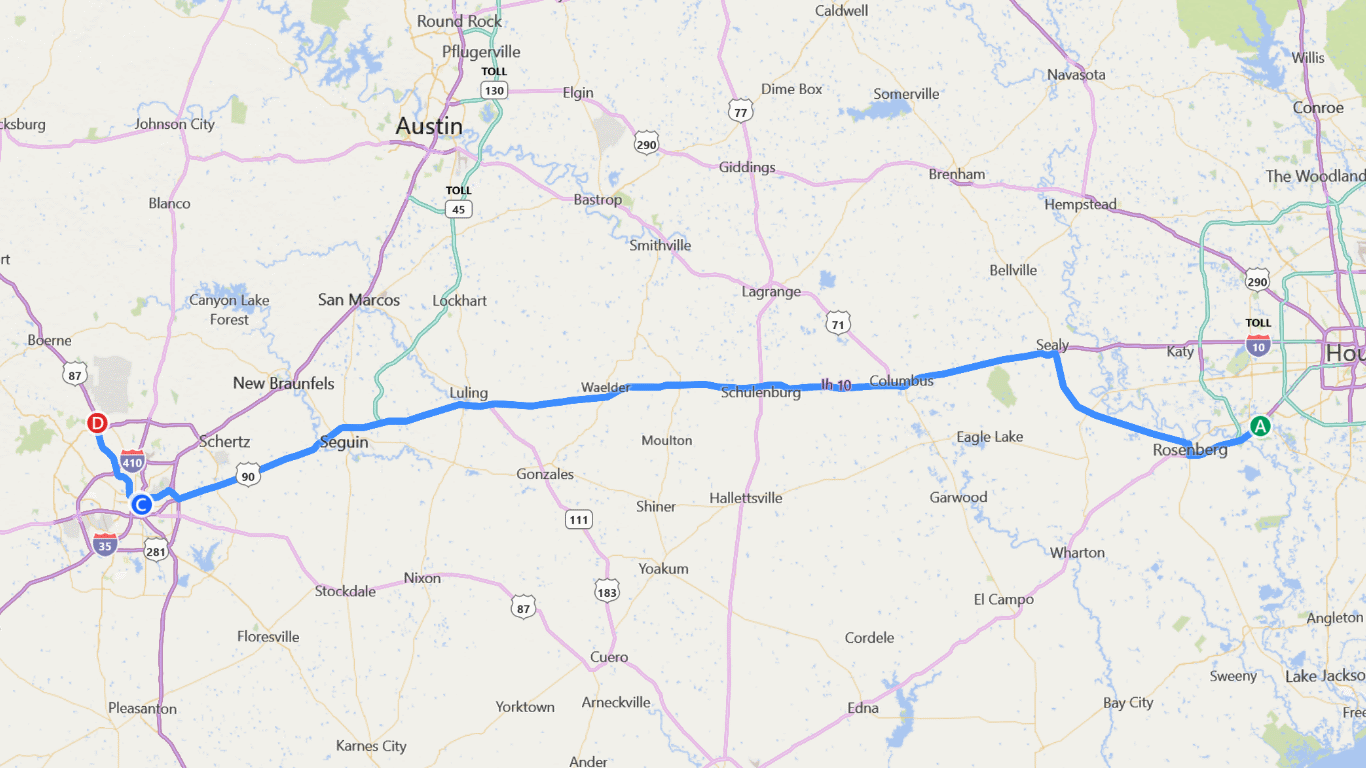 Caldwell
Round Rock
Pflugerville
Willis
Navasota
TOLL
130
Elgin
Dime Box
Somerville
Conroe
77
cksburg
Johnson City
Austin
290
Giddings
Brenham
The Woodland
TOLL
45
Blanco
Bastrop
Hempstead
Smithville
rt
Bellville
290
Canyon Lake
Forest
San Marcos
Lockhart
Lagrange
71
TOLL
10
Boerne
Sealy
Katy
Hou
87
New Braunfels
Luling
Waelder
Schulenburg
Ih 10
Columbus
D
A
Schertz
Seguin
Moulton
Eagle Lake
Rosenberg
410
90
Gonzales
C
Shiner
Hallettsville
Garwood
111
35
281
Wharton
Yoakum
Stockdale
Nixon
183
87
El Campo
Angleton
Floresville
Cordele
Cuero
Sweeny
Lake Jackso
Pleasanton
Yorktown
Arneckville
Edna
Bay City
Free
Karnes City
Ander